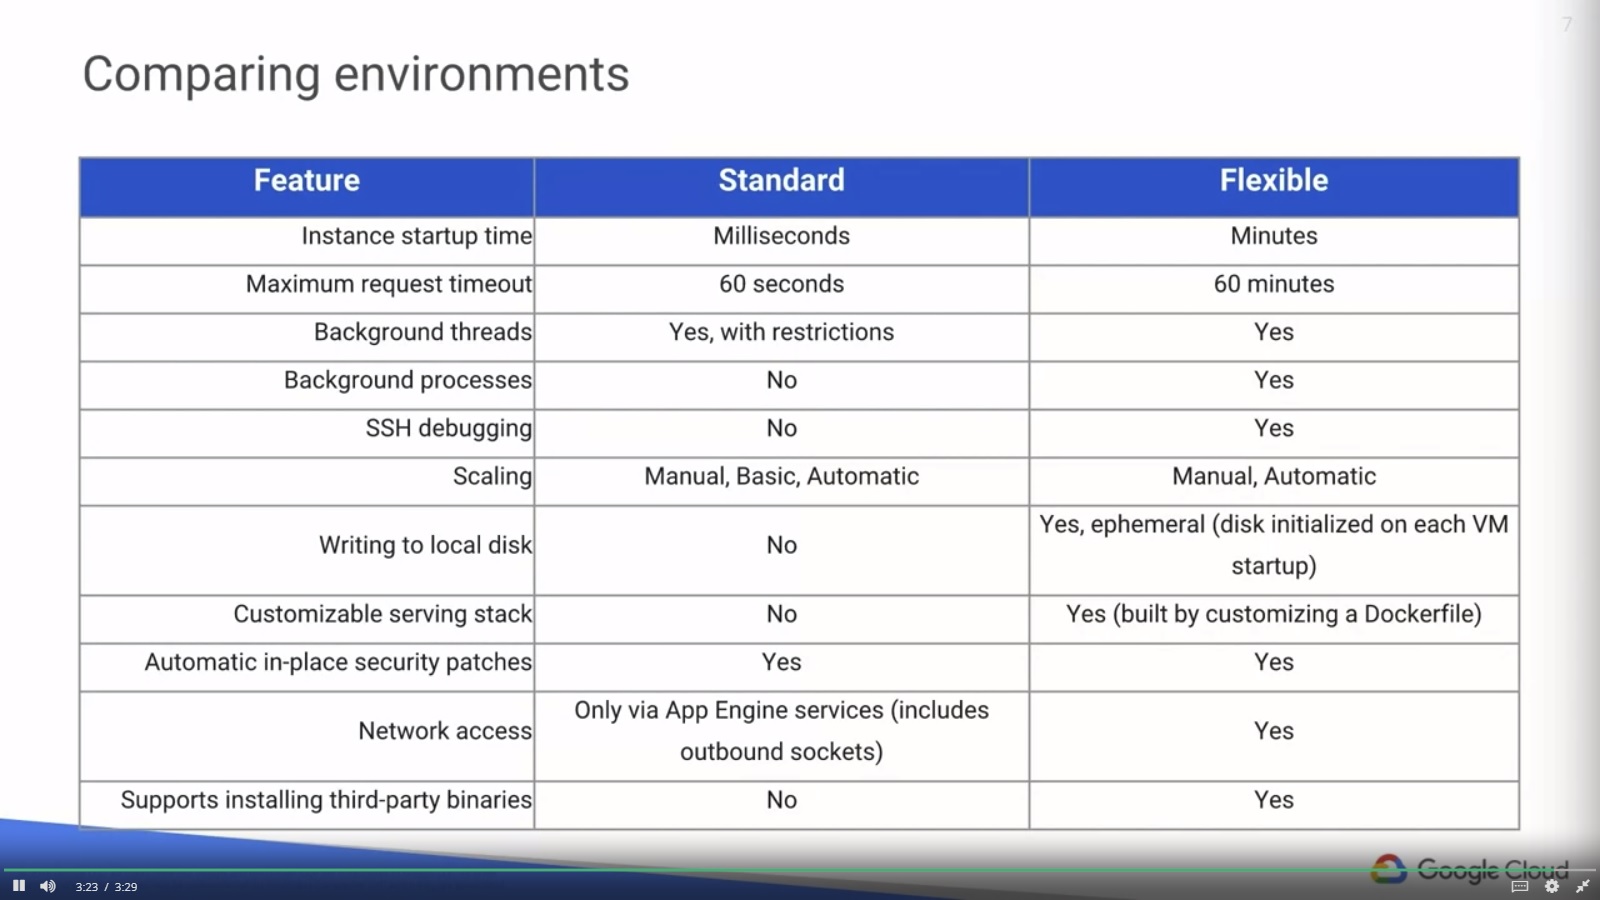 7
Comparing environments
Feature Standard Flexible
Instance startup time Milliseconds Minutes
Maximum request timeout 60 seconds 60 minutes
Background threads Yes, with restrictions Yes
Background processes No Yes
SSH debugging No Yes
Scaling Manual, Basic, Automatic Manual, Automatic
Writing to local disk No Yes, ephemeral (disk initialized on each VM
startup)
Customizable serving stack No Yes (built by customizing a Dockerfile)
Automatic in-place security patches Yes Yes
Network access Only via App Engine services (includes
outbound sockets) Yes
Supports installing third-party binaries No Yes
Google Cloud
3:23 / 3:29